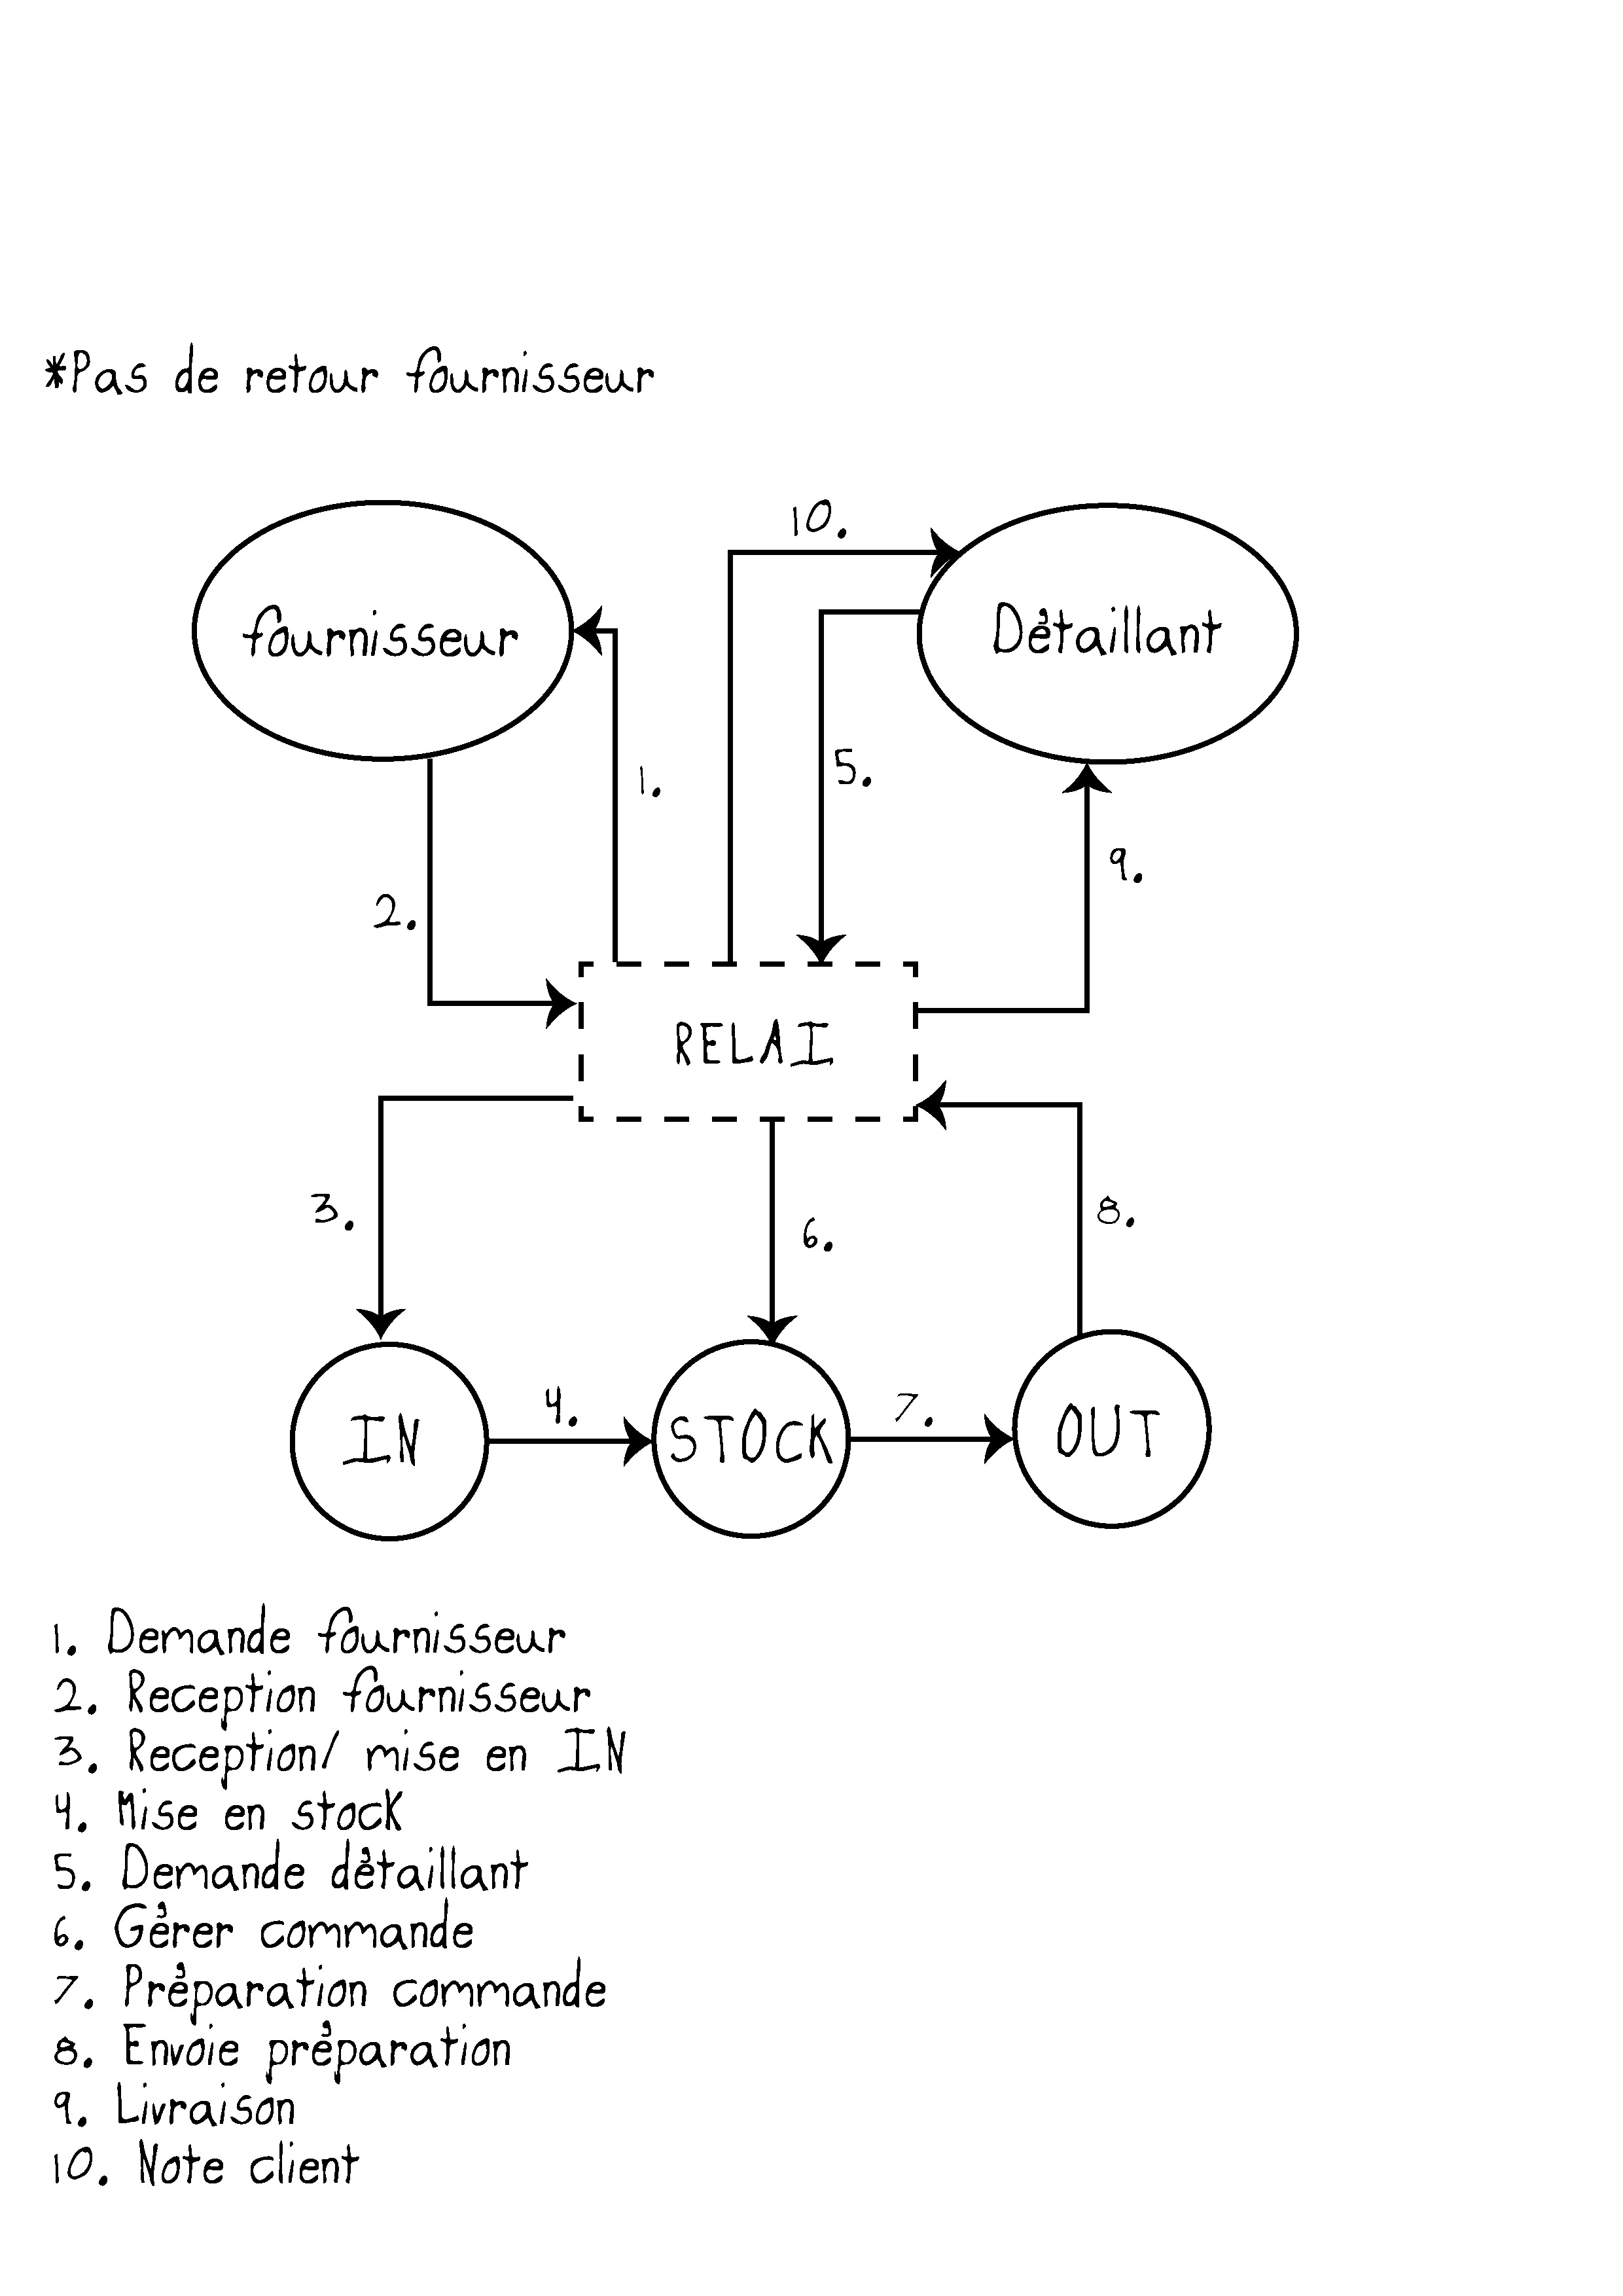 *Pas de retour fournisseur
10.
fournisseur
Détaillant
1.
5.
9.
2.
RELAI
3.
6.
8.
4.
7.
IN
STOCK
OUT
1. Demande fournisseur
2. Reception fournisseur
3. Reception/ mise en IN
4. Mise en stock
5. Demande détaillant
6. Gérer commande
7. Préparation commande
8. Envoie préparation
9. Livraison
10. Note client